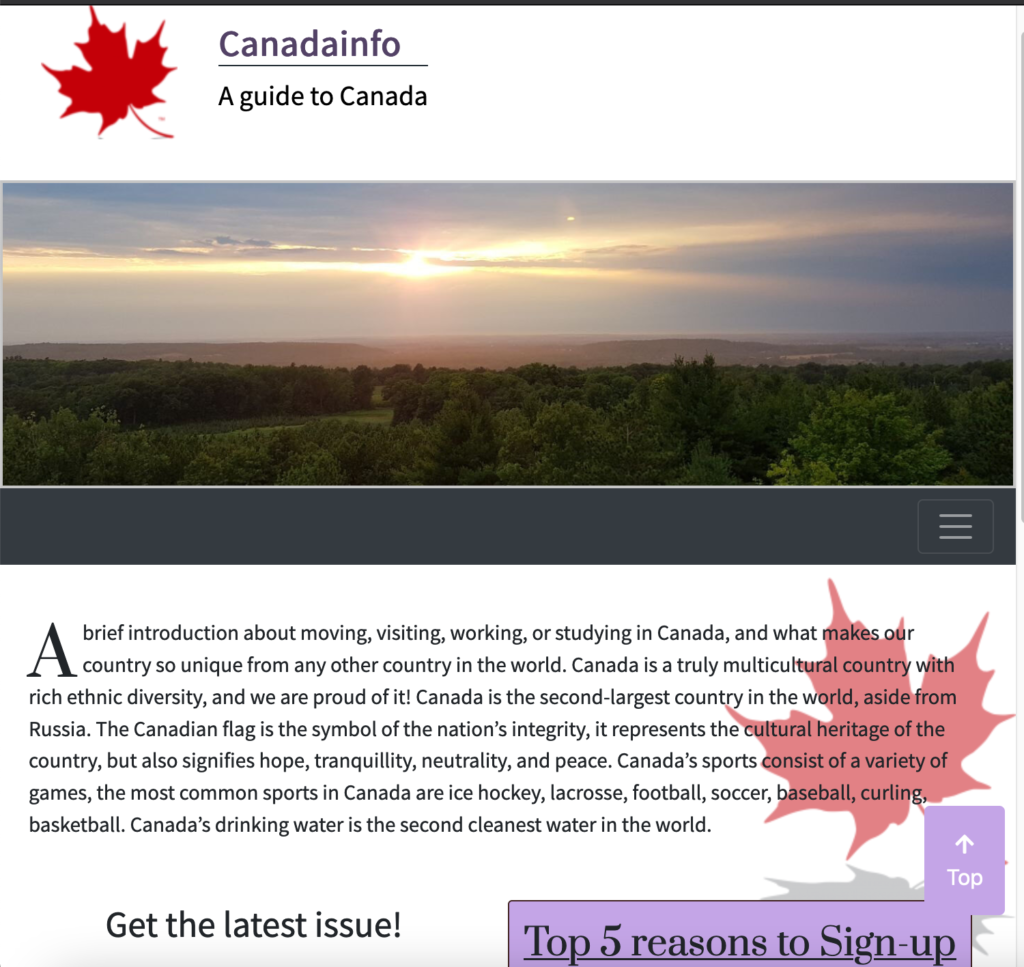 Canadainfo
A guide to Canada
A brief introduction about moving, visiting, working, or studying in Canada, and what makes our
country so unique from any other country in the world. Canada is a truly multicultural country with
rich ethnic diversity, and we are proud of it! Canada is the second-largest country in the world, aside from
Russia. The Canadian flag is the symbol of the nation’s integrity, it represents the cultural heritage of the
country, but also signifies hope, tranquillity, neutrality, and peace. Canada’s sports consist of a variety of
games, the most common sports in Canada are ice hockey, lacrosse, football, soccer, baseball, curling,
basketball. Canada’s drinking water is the second cleanest water in the world.
Top
Get the latest issue!
Top 5 reasons to Sign-up